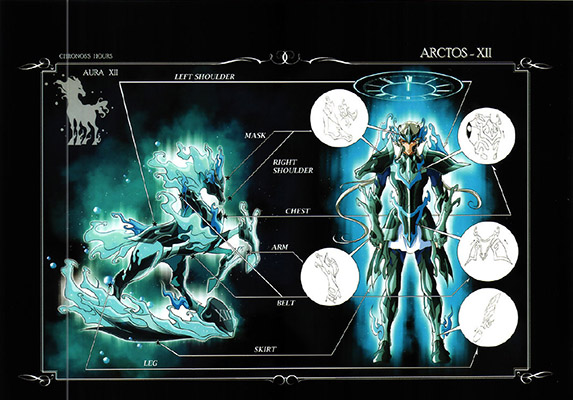 CHRONOS'S HOURS
ARCTOS - XII
AURA XII
LEFT SHOULDER
MASK
RIGHT
SHOULDER
CHEST
ARM
BELT
SKIRT
LEG